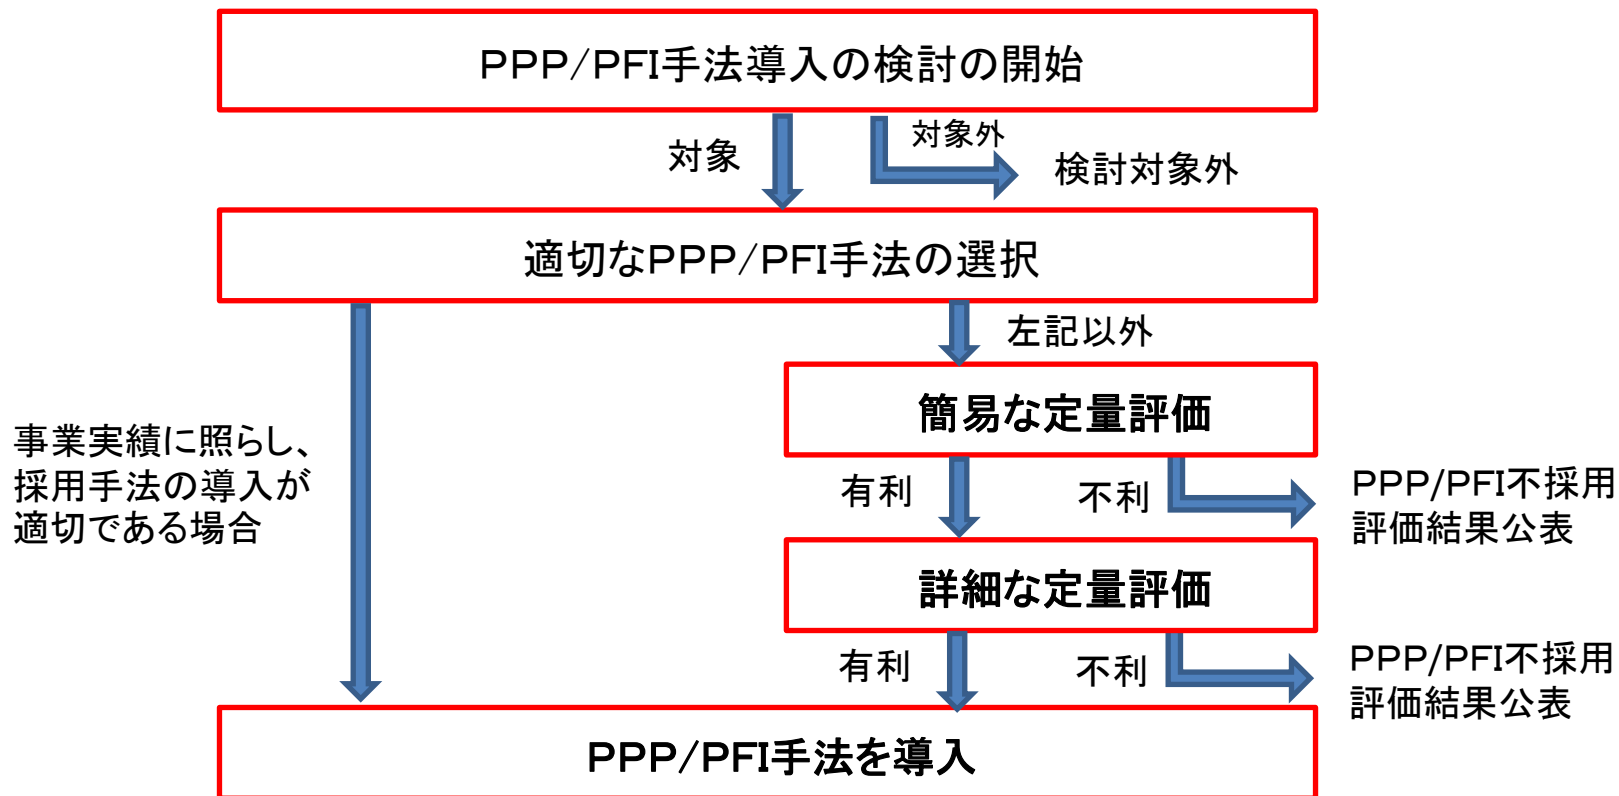 PPP/PFI手法導入の検討の開始
対象
対象外
検討対象外
適切なPPP/PFI手法の選択
左記以外
簡易な定量評価
事業実績に照らし、
採用手法の導入が
適切である場合
有利
不利
PPP/PFI不採用
評価結果公表
詳細な定量評価
有利
不利
PPP/PFI不採用
評価結果公表
PPP/PFI手法を導入